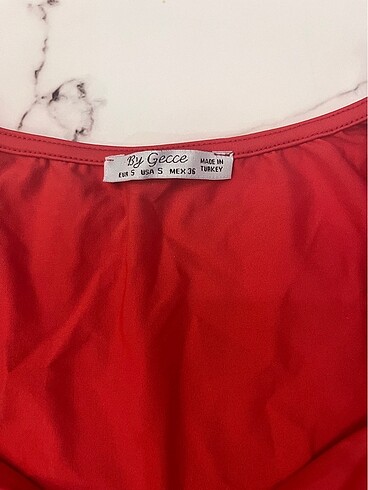 By Gecce
MADE IN
TURKEY
EUR S USA S MEX 36